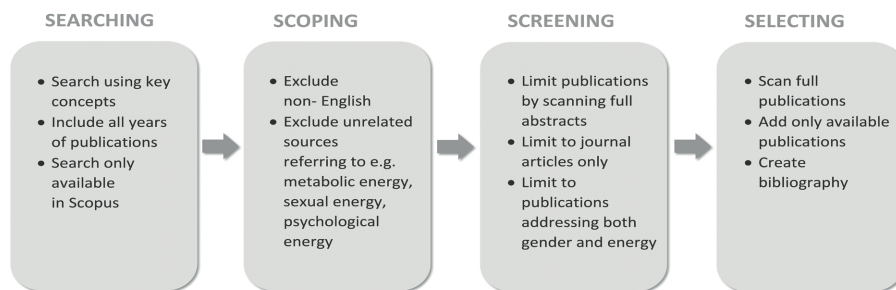 SEARCHING
• Search using key
concepts
• Include all years
of publications
• Search only
available
in Scopus
SCOPING
• Exclude
non- English
• Exclude unrelated
sources
referring to e.g.
metabolic energy,
sexual energy,
psychological
energy
SCREENING
• Limit publications
by scanning full
abstracts
• Limit to journal
articles only
• Limit to
publications
addressing both
gender and energy
SELECTING
• Scan full
publications
• Add only available
publications
• Create
bibliography